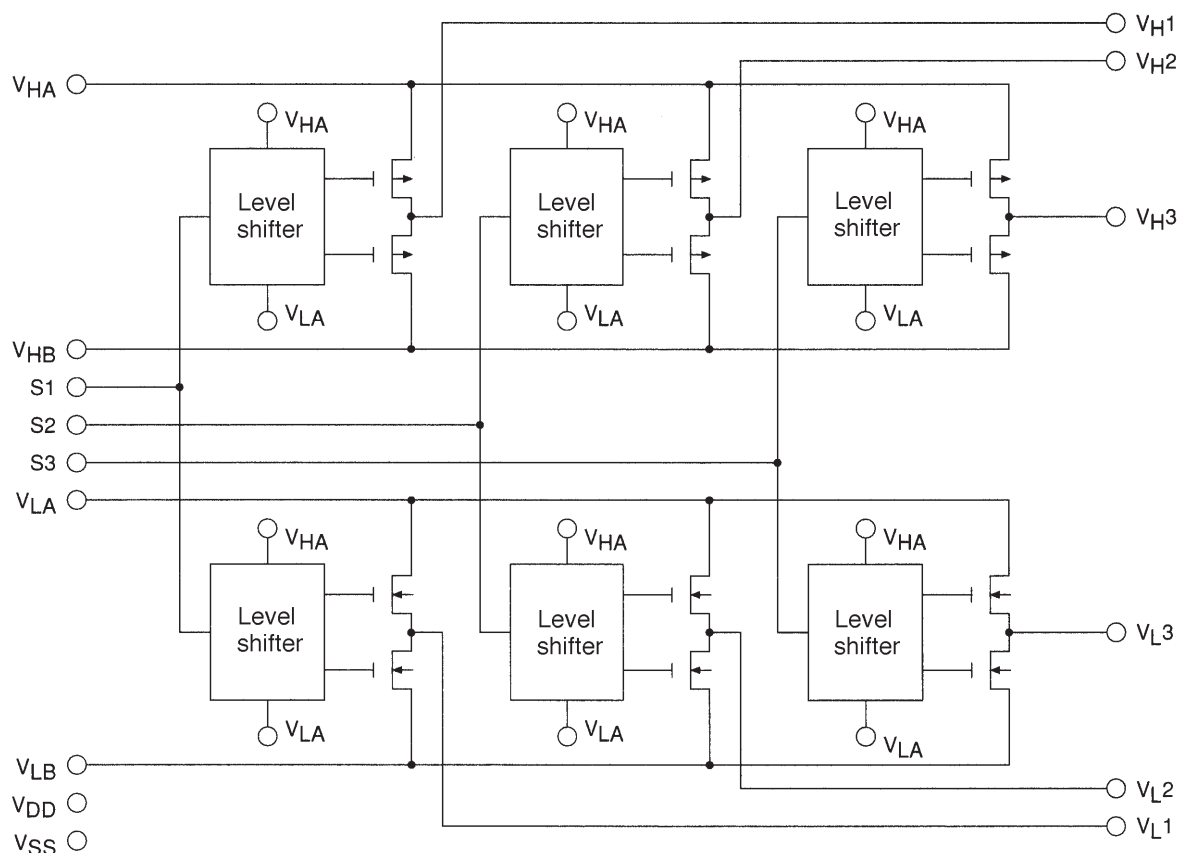 VH1
VH2
VHA
VHA
VHA
VHA
Level
shifter
Level
shifter
Level
shifter
VH3
VLA
VLA
VLA
VHB
S1
S2
S3
VLA
VHA
VHA
VHA
Level
shifter
Level
shifter
Level
shifter
VL3
VLA
VLA
VLA
VLB
VL2
VDD
VL1
VSS